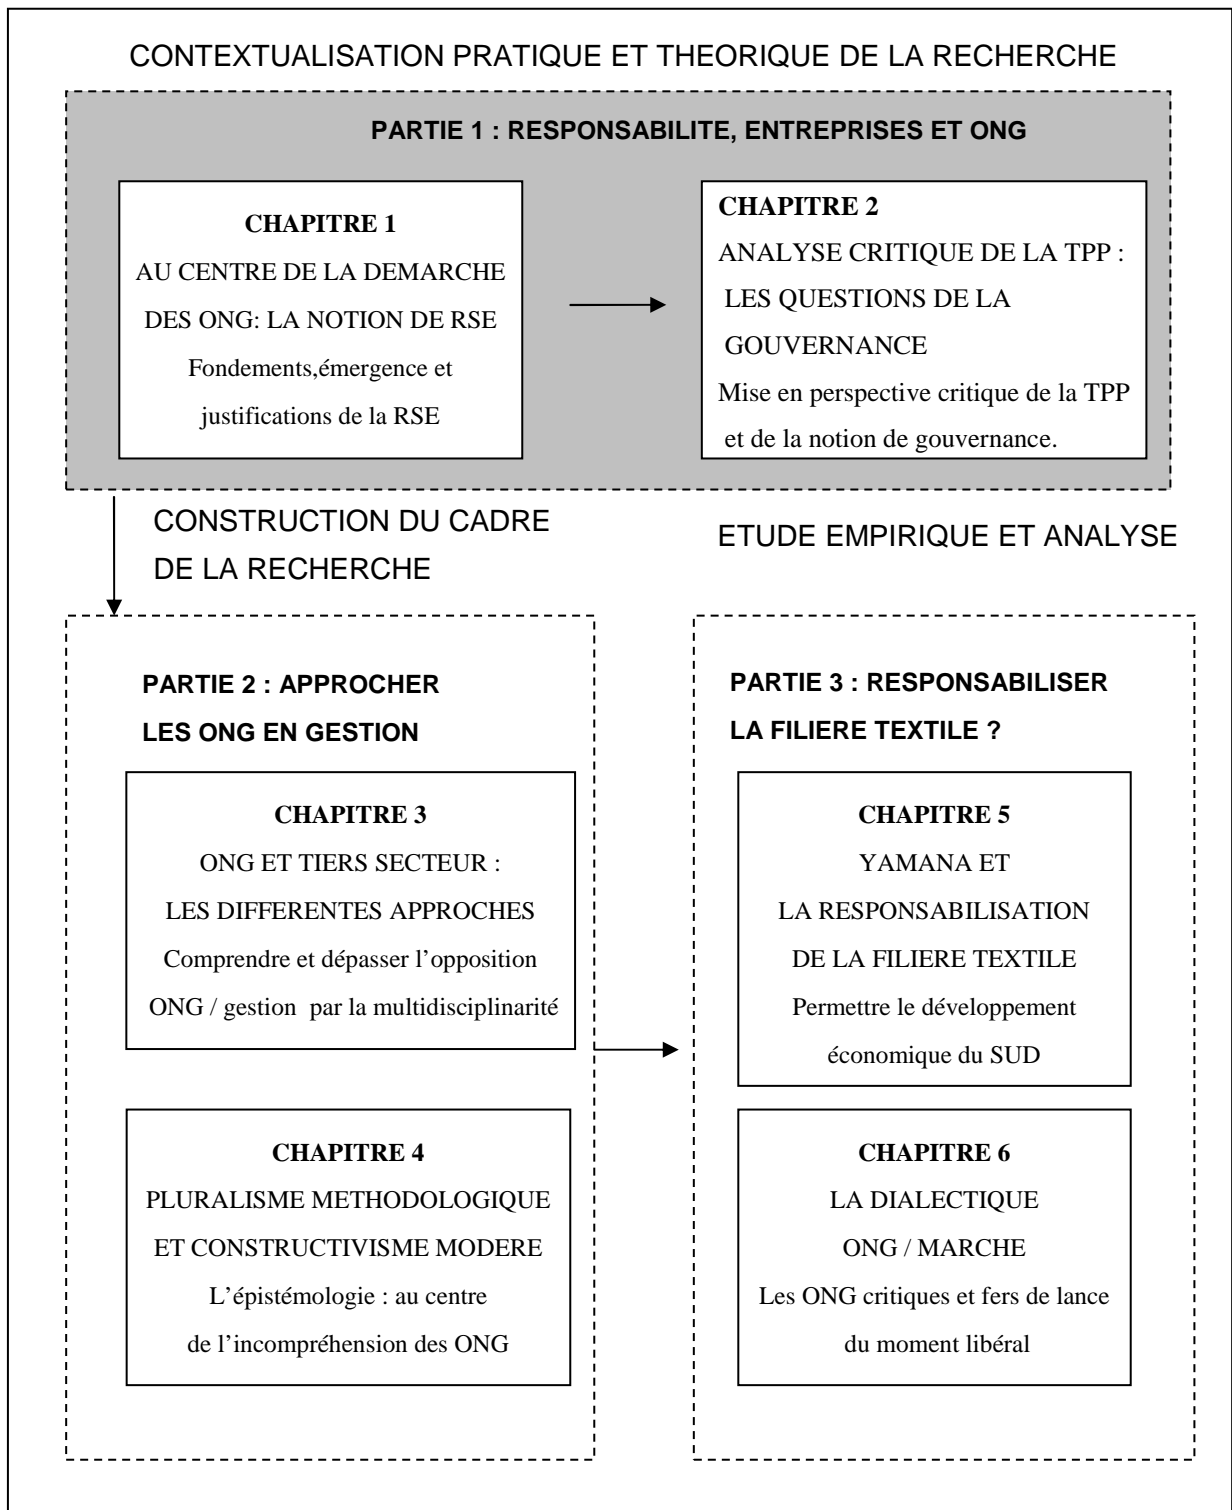 CONTEXTUALISATION PRATIQUE ET THEORIQUE DE LA RECHERCHE
PARTIE 1 : RESPONSABILITE, ENTREPRISES ET ONG
CHAPITRE 1
AU CENTRE DE LA DEMARCHE
DES ONG: LA NOTION DE RSE
Fondements,émergence et
justifications de la RSE
CHAPITRE 2
ANALYSE CRITIQUE DE LA TPP :
LES QUESTIONS DE LA
GOUVERNANCE
Mise en perspective critique de la TPP
et de la notion de gouvernance.
CONSTRUCTION DU CADRE
DE LA RECHERCHE
ETUDE EMPIRIQUE ET ANALYSE
PARTIE 2 : APPROCHER
LES ONG EN GESTION
CHAPITRE 3
ONG ET TIERS SECTEUR :
LES DIFFERENTES APPROCHES
Comprendre et dépasser l’opposition
ONG / gestion par la multidisciplinarité
CHAPITRE 4
PLURALISME METHODOLOGIQUE
ET CONSTRUCTIVISME MODERE
L’épistémologie : au centre
de l’incompréhension des ONG
PARTIE 3 : RESPONSABILISER
LA FILIERE TEXTILE ?
CHAPITRE 5
YAMANA ET
LA RESPONSABILISATION
DE LA FILIERE TEXTILE
Permettre le développement
économique du SUD
CHAPITRE 6
LA DIALECTIQUE
ONG / MARCHE
Les ONG critiques et fers de lance
du moment libéral